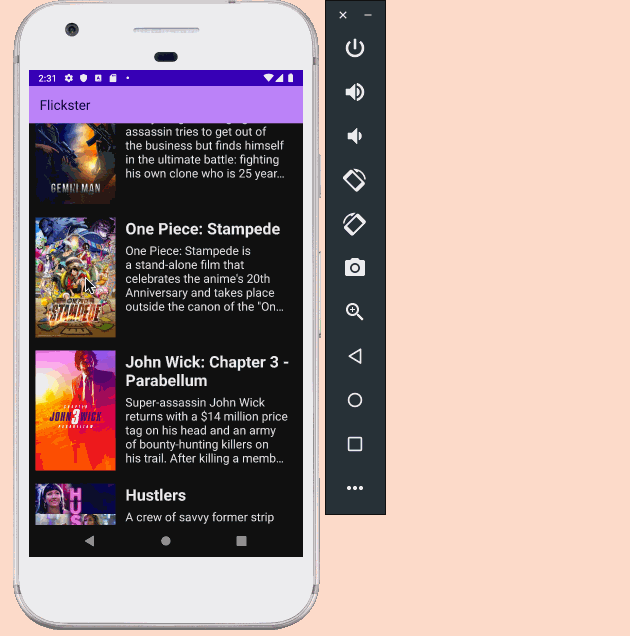 2:31
Flickster
assassin tries to get out of
the business but finds himself
in the ultimate battle: fighting
his own clone who is 25 year...
GEMINI MAN
One Piece: Stampede
One Piece: Stampede is
a stand-alone film that
celebrates the anime's 20th
Anniversary and takes place
outside the canon of the "On...
STAMPEDE
John Wick: Chapter 3 -
Parabellum
Super-assassin John Wick
returns with a $14 million price
tag on his head and an army
of bounty-hunting killers on
his trail. After killing a memb...
CHAPTER
JOHN WICK
3
PARABELLUM
Hustlers
A crew of savvy former strip
HUS